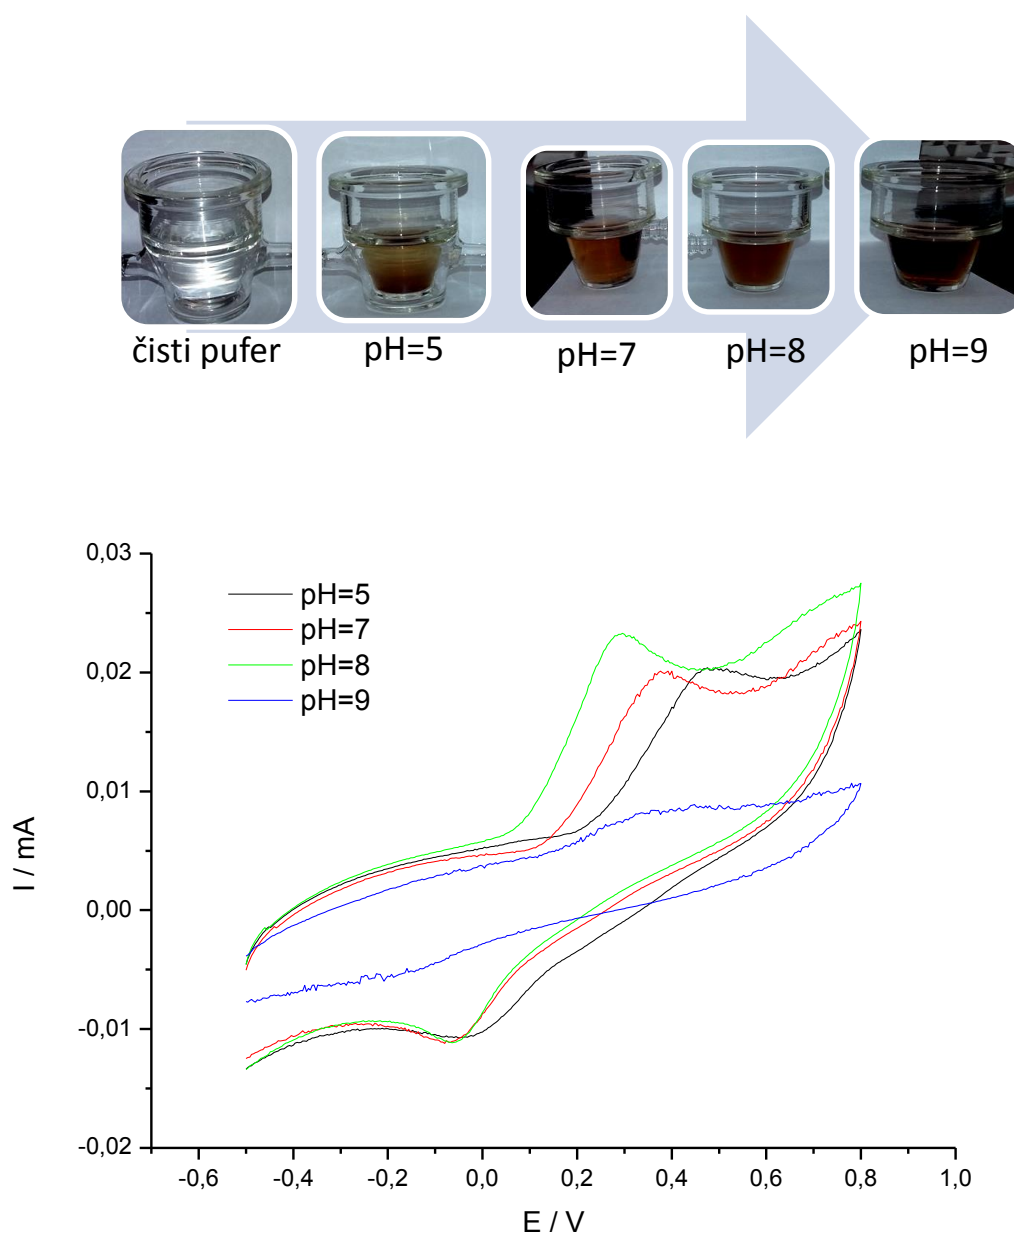 čisti pufer
pH=5
pH=7
pH=8
pH=9
0,03
0,02
0,01
0,00
-0,01
-0,02
pH=5
pH=7
pH=8
pH=9
I / mA
-0,6
-0,4
-0,2
0,0
0,2
0,4
0,6
0,8
1,0
E / V